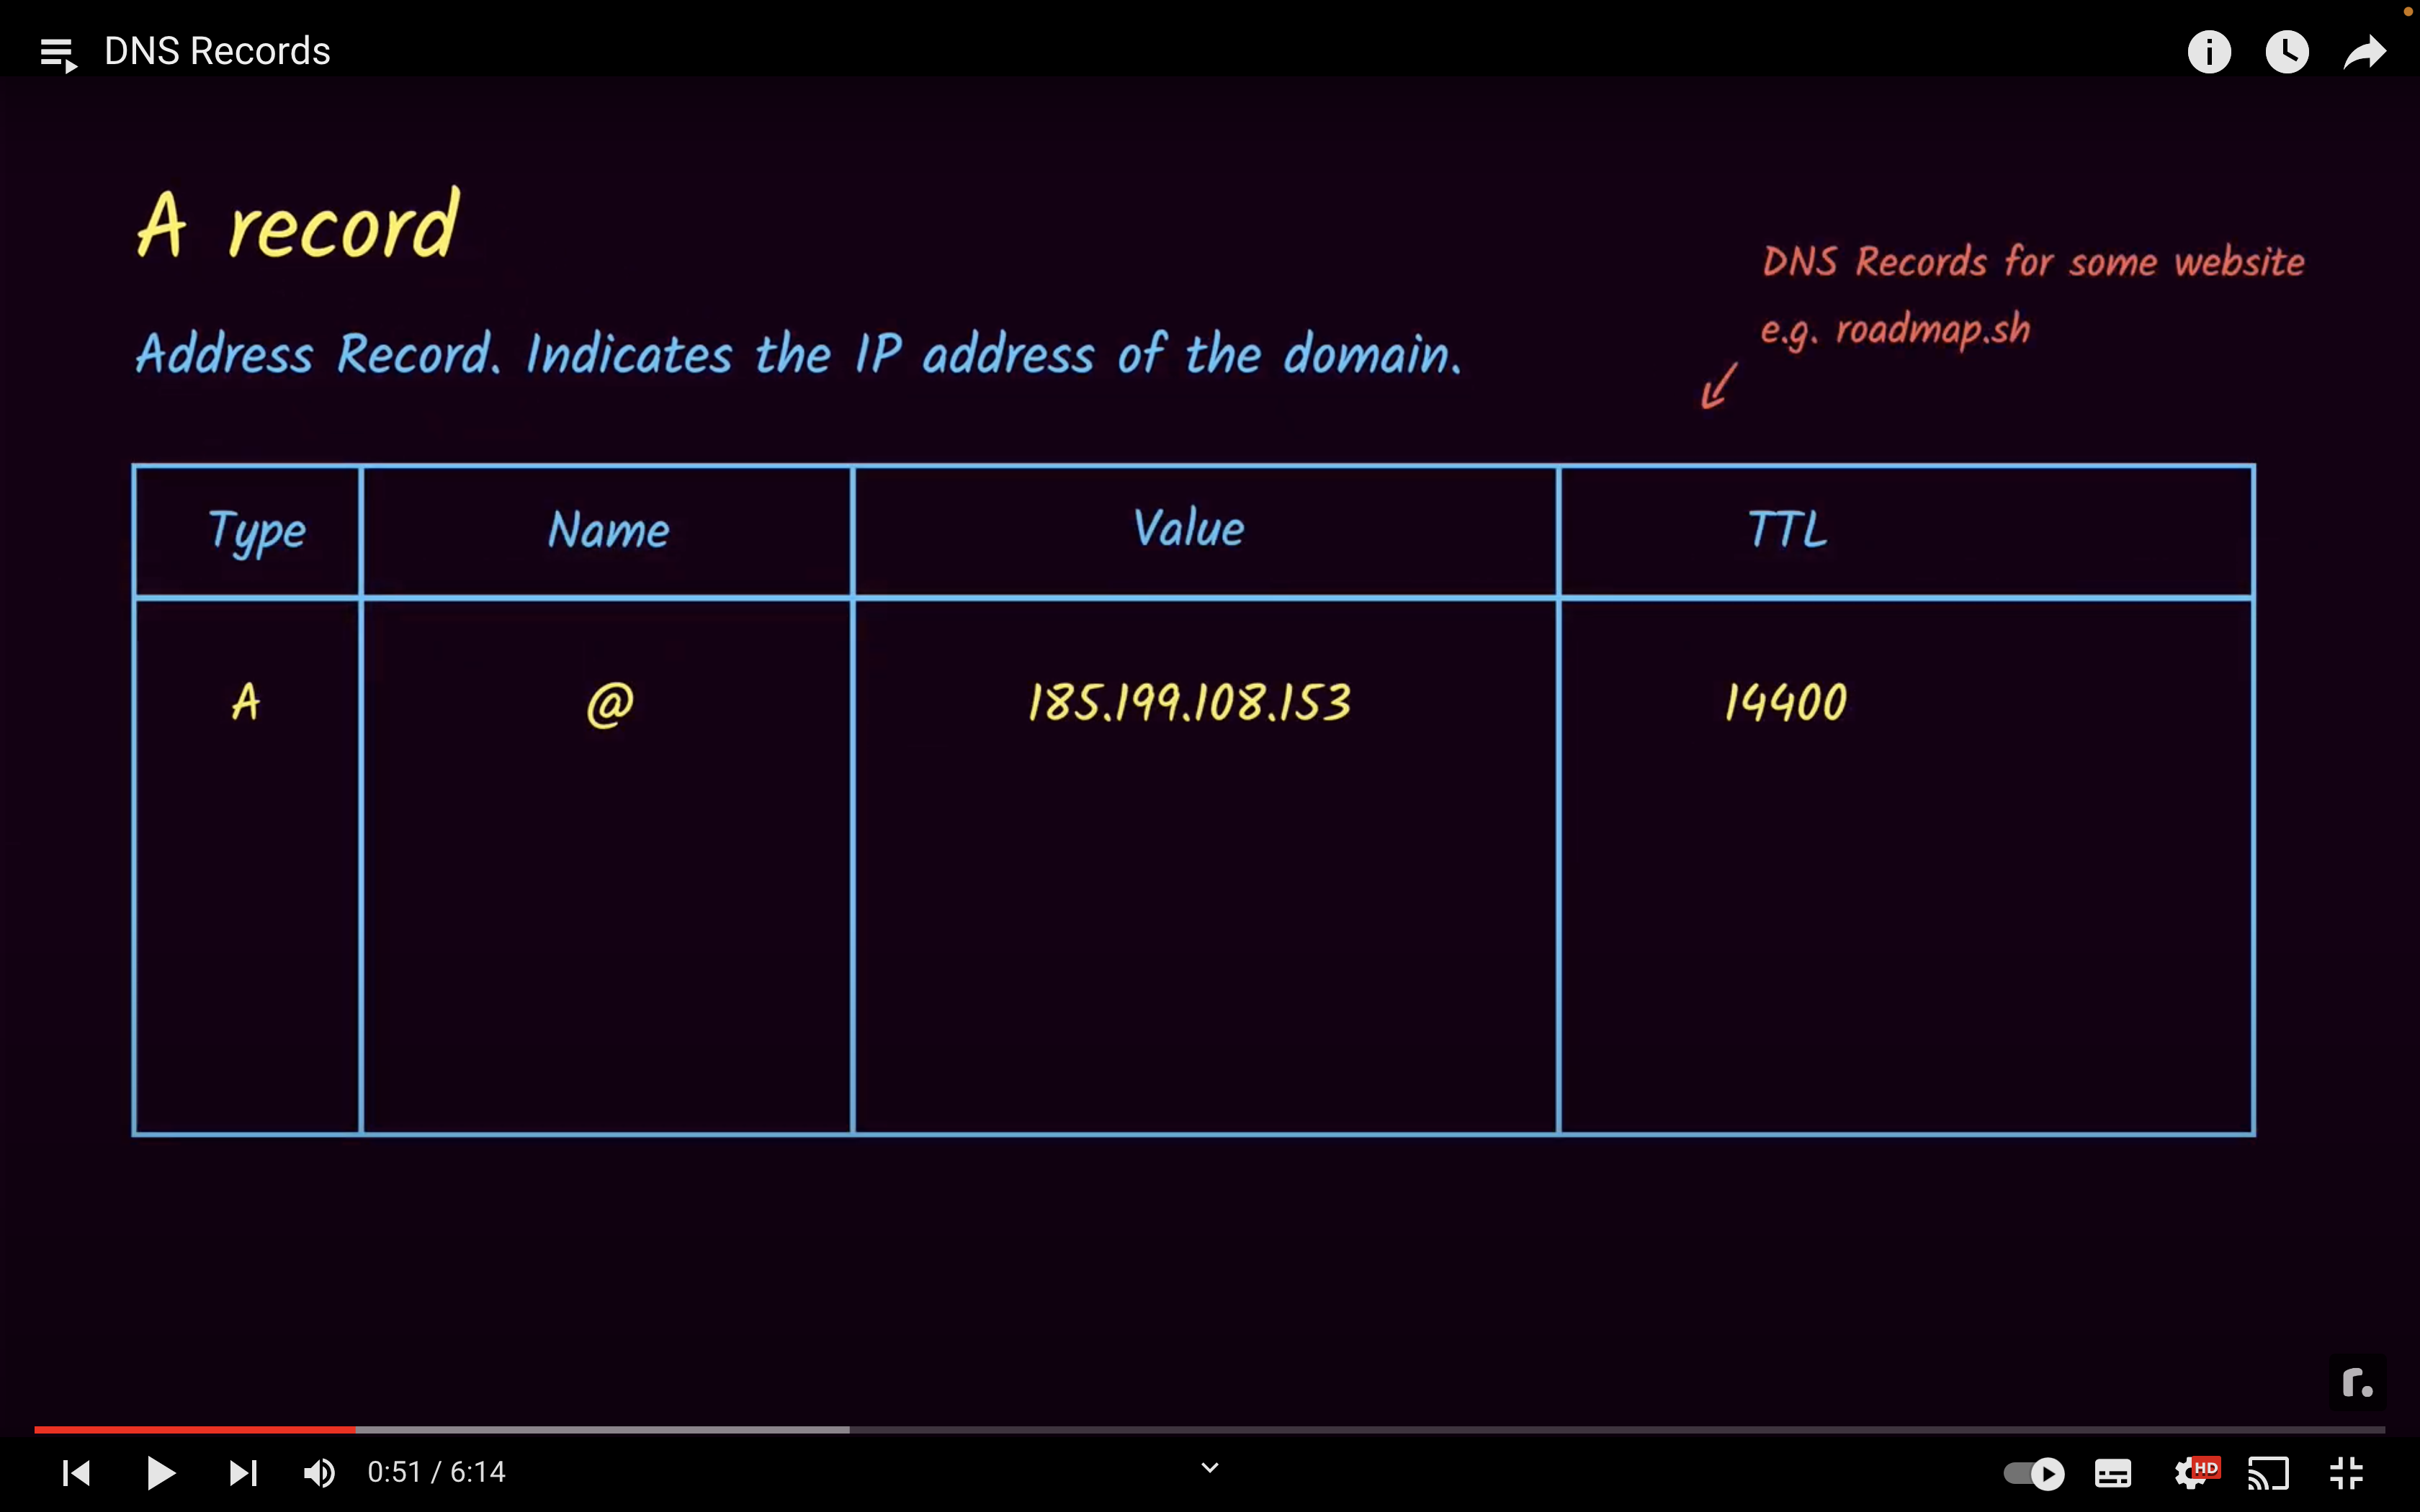 DNS Records
A record
DNS Records for some website
e.g. roadmap.sh
Address Record. Indicates the IP address of the domain.
Type Name Value TTL
A @ 185.199.108.153 14400
r.
0:51 / 6:14
HD